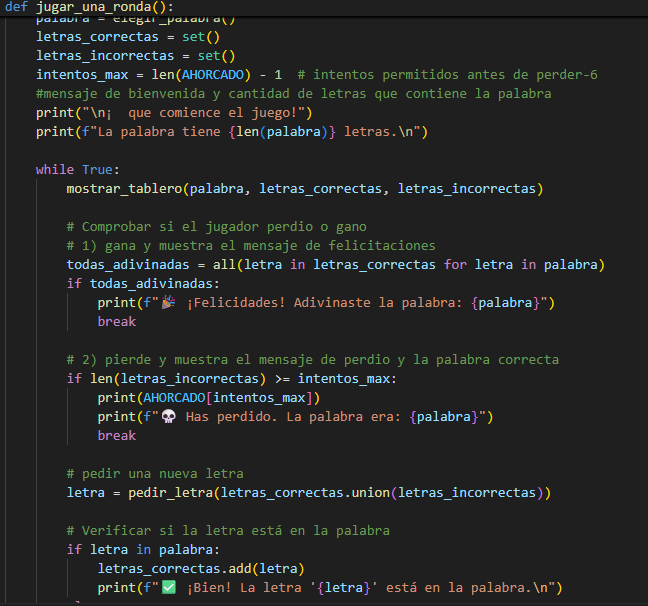 def jugar_una_ronda():
    palabra = elegir_palabra()
    letras_correctas = set()
    letras_incorrectas = set()
    intentos_max = len(AHORCADO) - 1  # intentos permitidos antes de perder-6
    #mensaje de bienvenida y cantidad de letras que contiene la palabra
    print("\n¡  que comience el juego!")
    print(f"La palabra tiene {len(palabra)} letras.\n")

    while True:
        mostrar_tablero(palabra, letras_correctas, letras_incorrectas)

        # Comprobar si el jugador perdio o gano
        # 1) gana y muestra el mensaje de felicitaciones
        todas_adivinadas = all(letra in letras_correctas for letra in palabra)
        if todas_adivinadas:
            print(f"🎉 ¡Felicidades! Adivinaste la palabra: {palabra}")
            break

        # 2) pierde y muestra el mensaje de perdio y la palabra correcta
        if len(letras_incorrectas) >= intentos_max:
            print(AHORCADO[intentos_max])
            print(f"💀 Has perdido. La palabra era: {palabra}")
            break

        # pedir una nueva letra
        letra = pedir_letra(letras_correctas.union(letras_incorrectas))

        # Verificar si la letra está en la palabra
        if letra in palabra:
            letras_correctas.add(letra)
            print(f"✅ ¡Bien! La letra '{letra}' está en la palabra.\n")